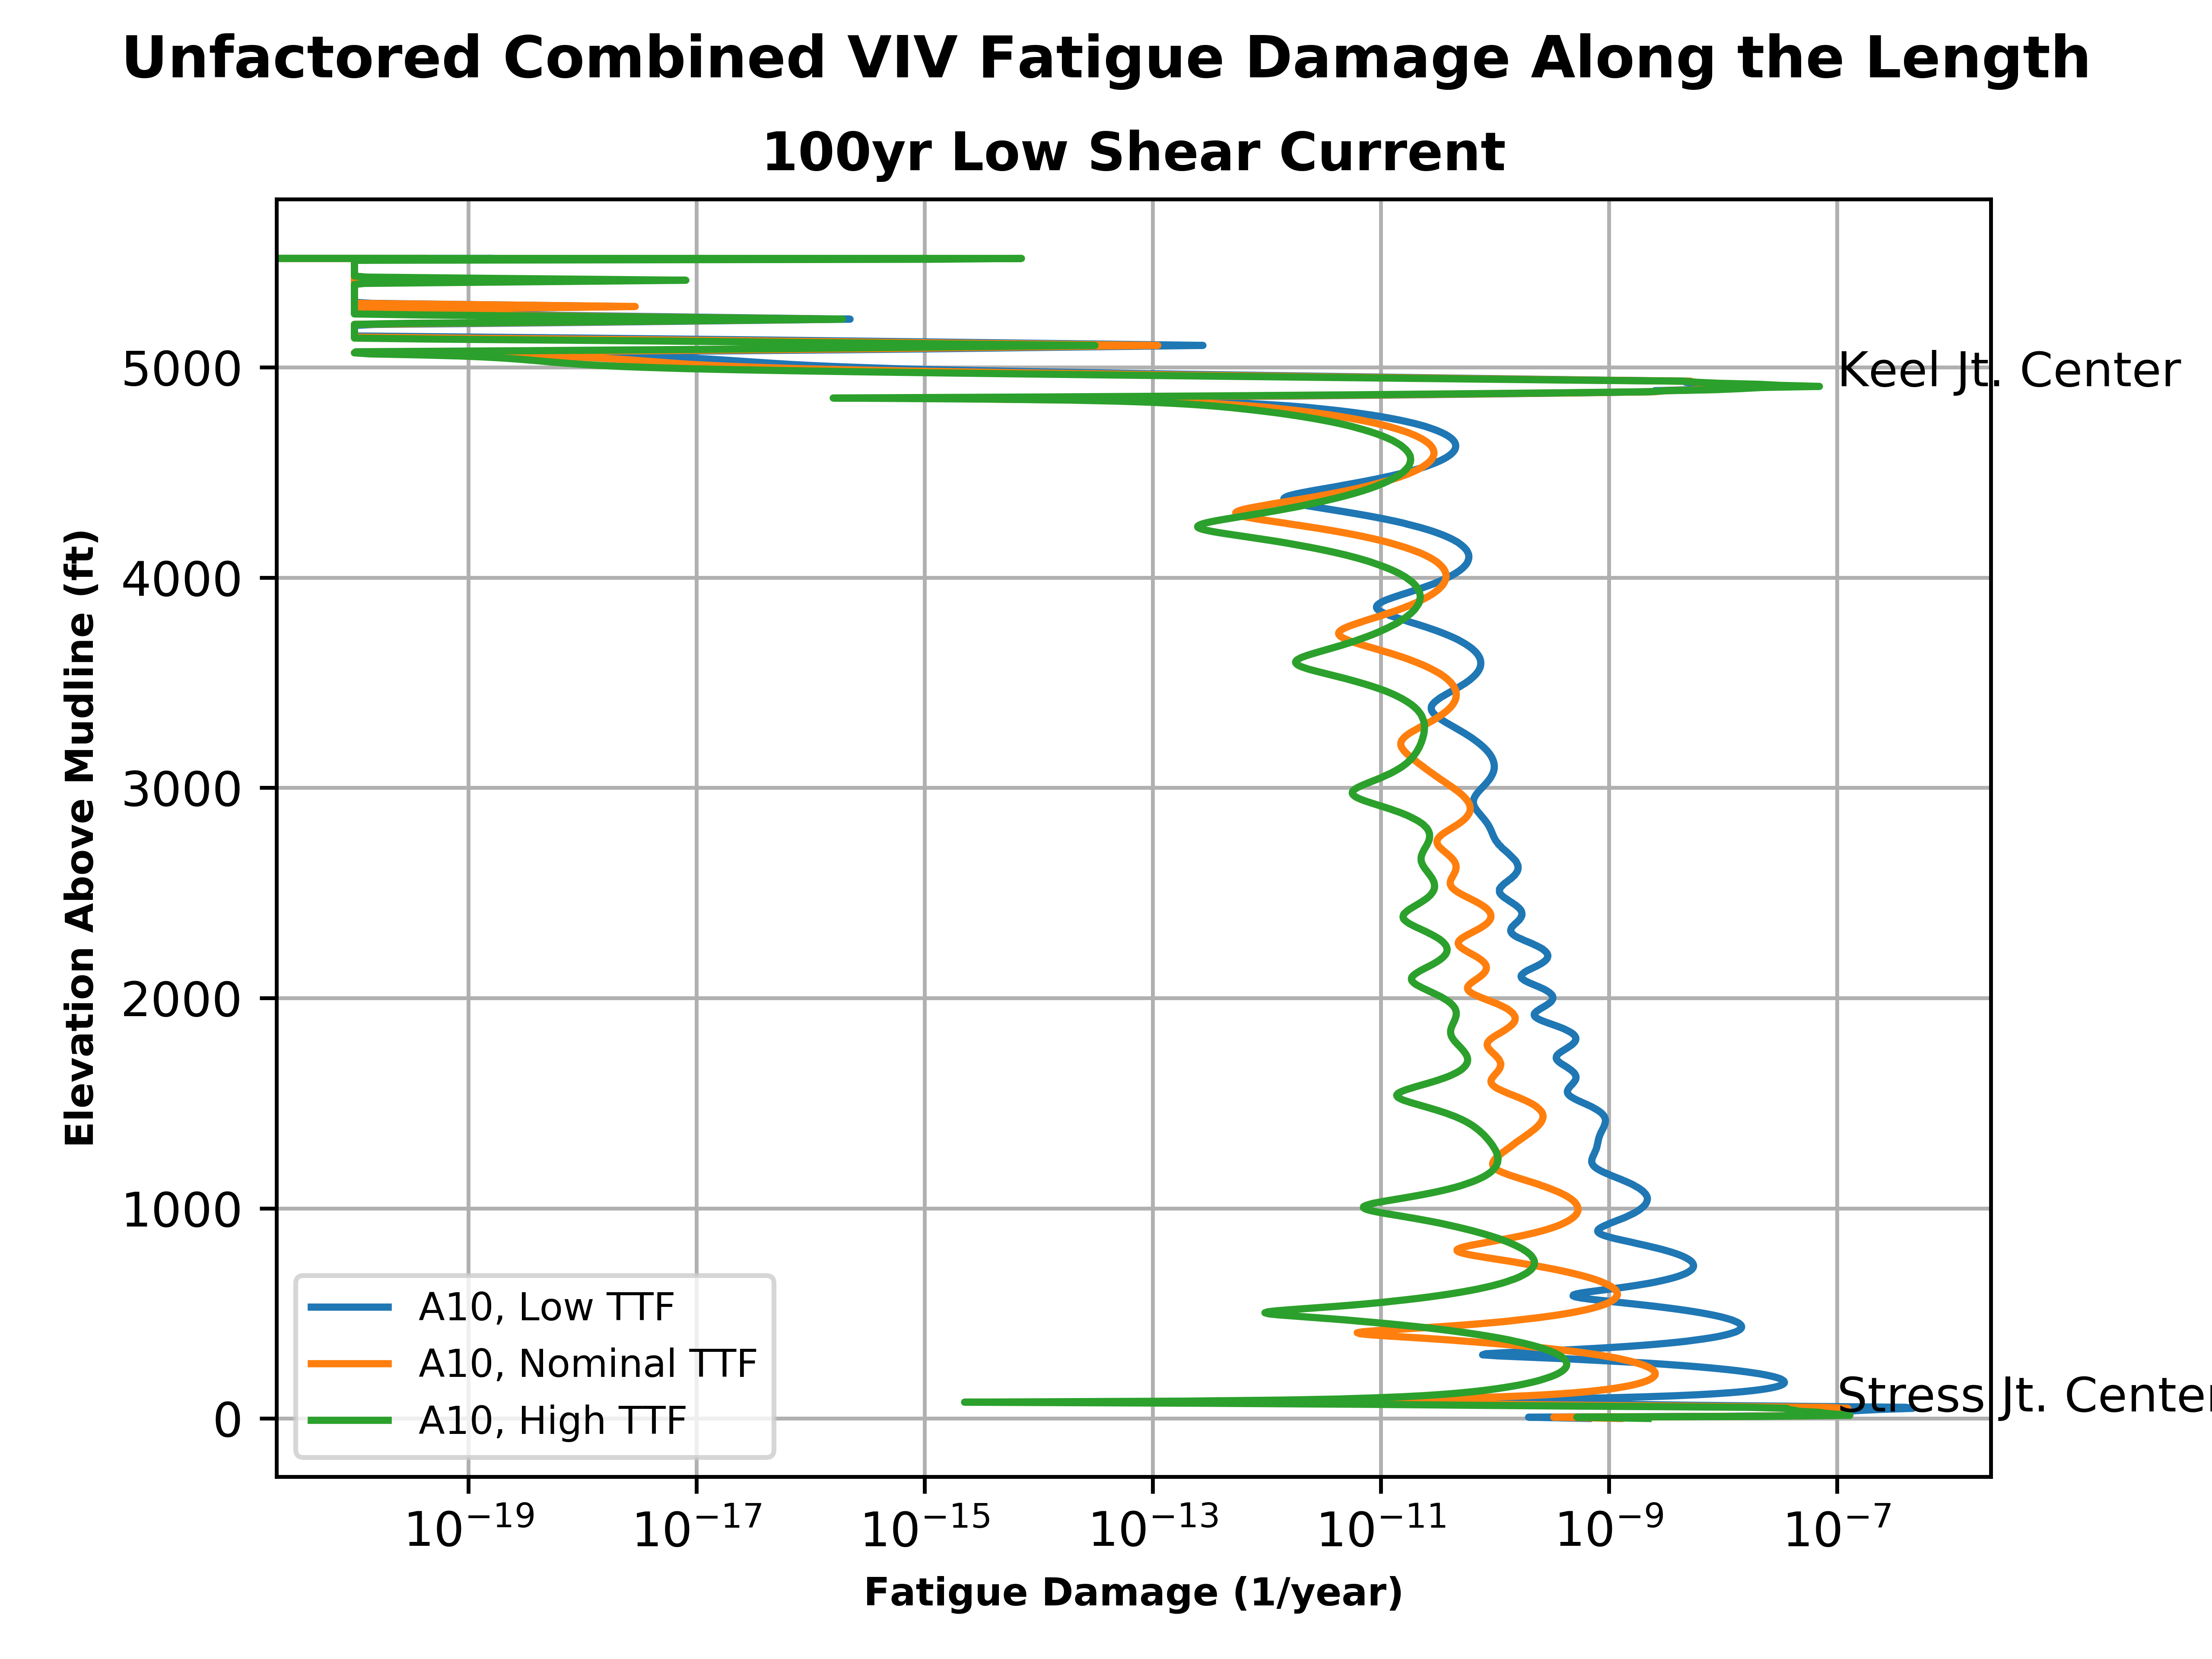 Unfactored Combined VIV Fatigue Damage Along the Length
100yr Low Shear Current
Elevation Above Mudline (ft)
5000
4000
3000
2000
1000
0
Keel Jt. Center
Stress Jt. Center
A10, Low TTF
A10, Nominal TTF
A10, High TTF
10⁻¹⁹ 10⁻¹⁷ 10⁻¹⁵ 10⁻¹³ 10⁻¹¹ 10⁻⁹ 10⁻⁷
Fatigue Damage (1/year)